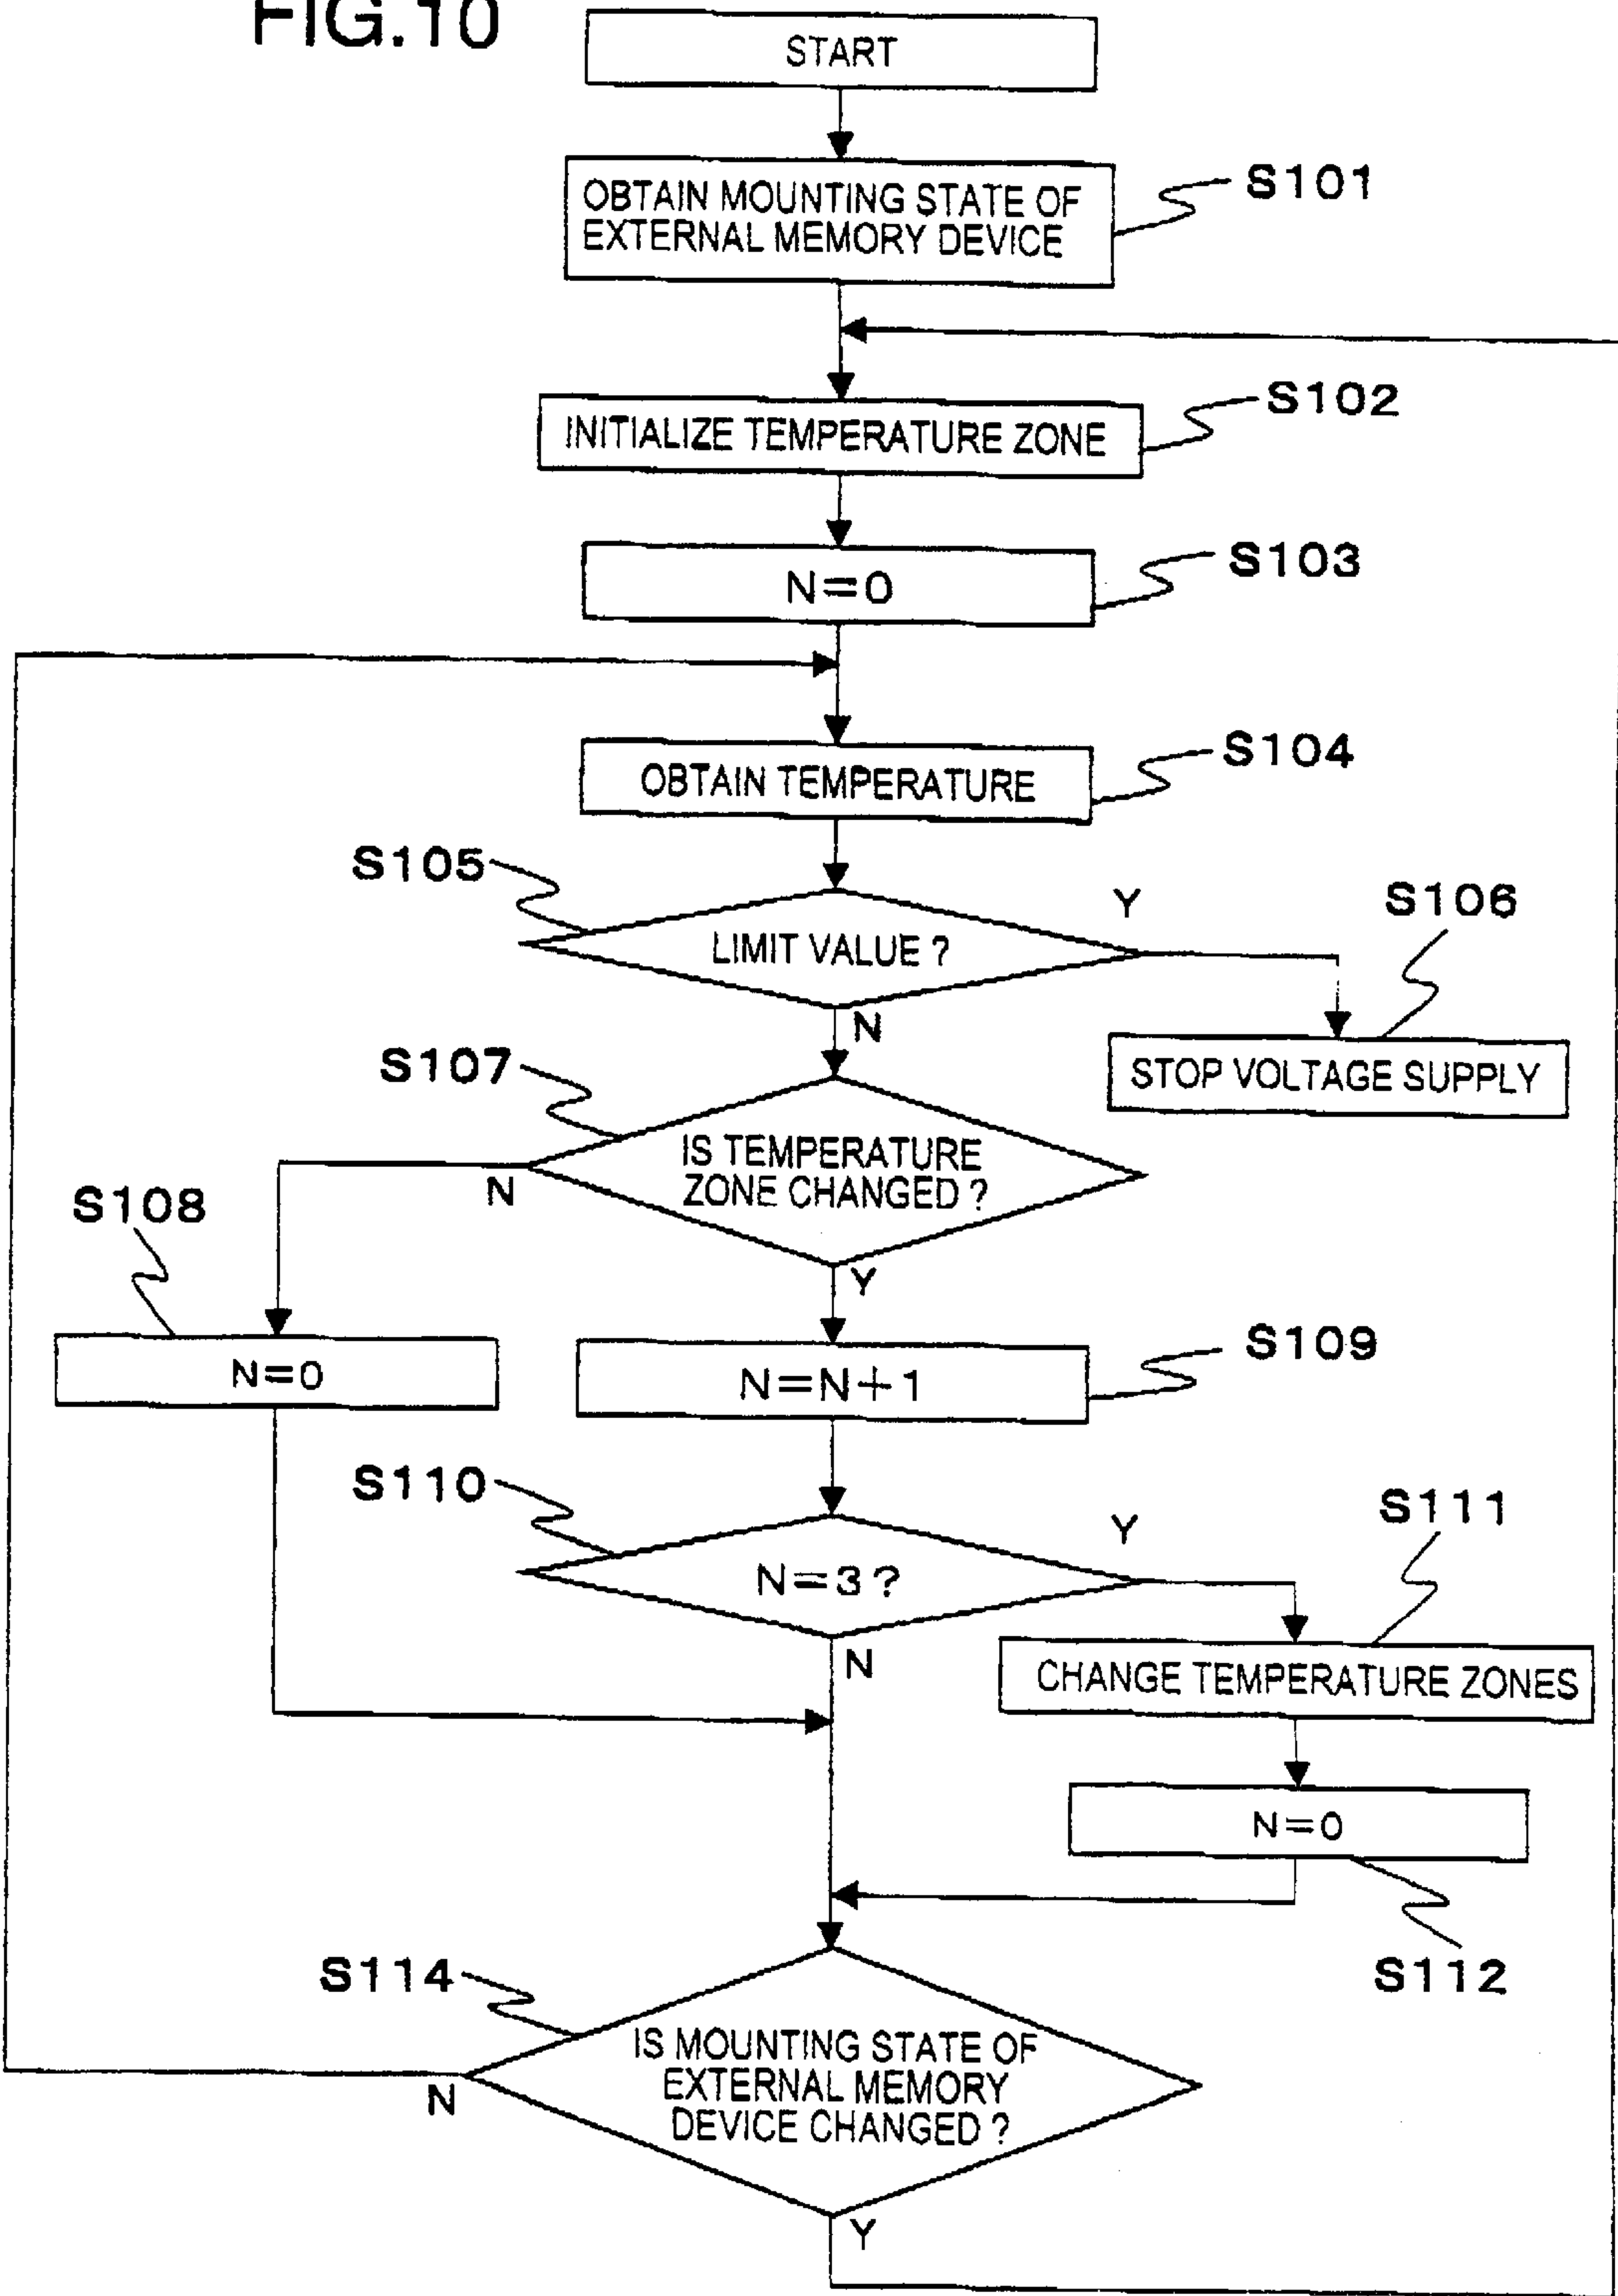 FIG.10
START
OBTAIN MOUNTING STATE OF
EXTERNAL MEMORY DEVICE
S101
INITIALIZE TEMPERATURE ZONE
S102
N=0
S103
OBTAIN TEMPERATURE
S104
S105
LIMIT VALUE ?
Y
N
S106
STOP VOLTAGE SUPPLY
S107
IS TEMPERATURE
ZONE CHANGED ?
N
Y
S108
N=0
N=N+1
S109
S110
N=3 ?
Y
N
S111
CHANGE TEMPERATURE ZONES
N=0
S112
S114
IS MOUNTING STATE OF
EXTERNAL MEMORY
DEVICE CHANGED ?
N
Y